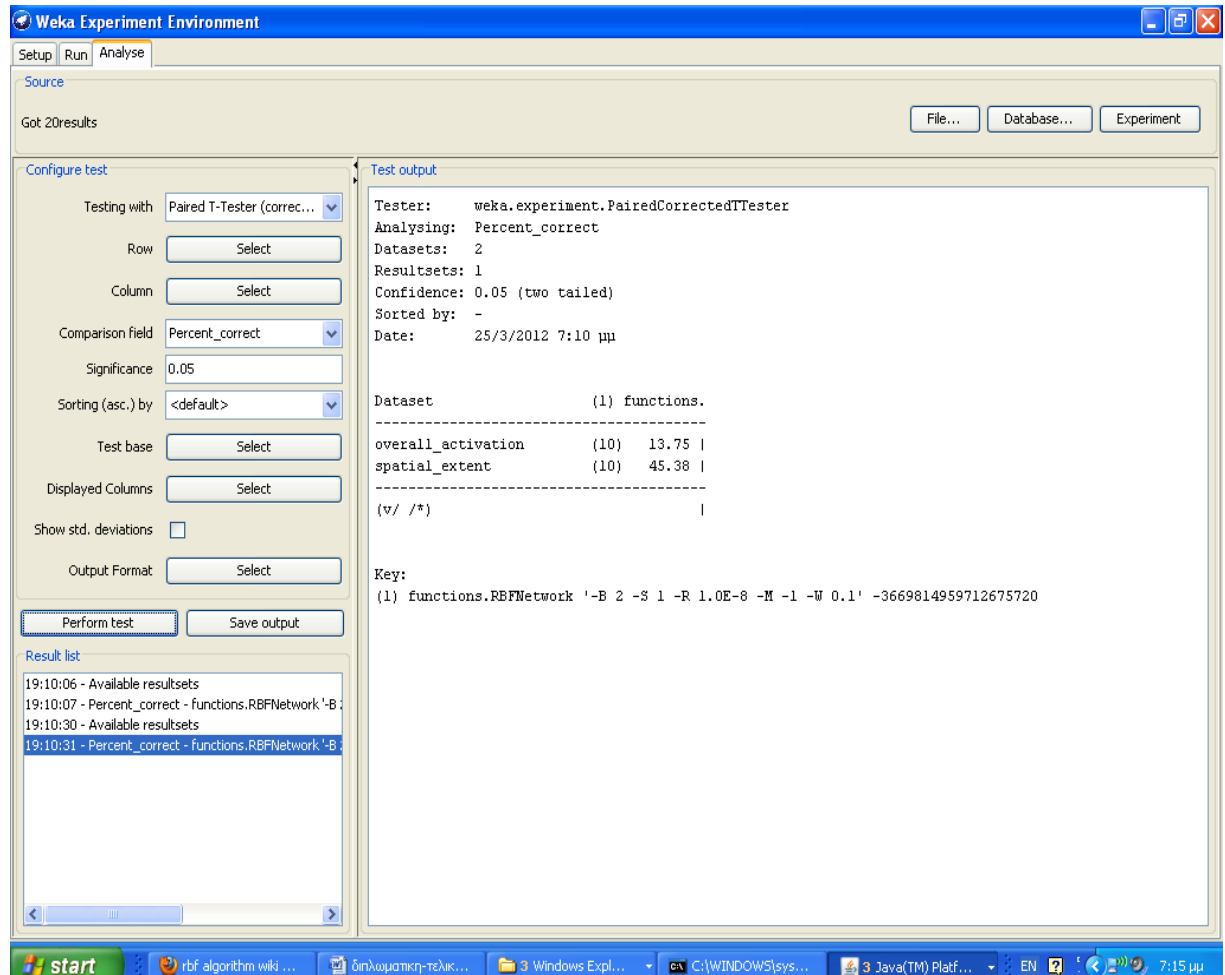 Weka Experiment Environment
Setup Run Analyse
Source
Got 20results
File... Database... Experiment
Configure test
Testing with Paired T-Tester (correc...
Row Select
Column Select
Comparison field Percent_correct
Significance 0.05
Sorting (asc.) by <default>
Test base Select
Displayed Columns Select
Show std. deviations
Output Format Select
Perform test Save output
Result list
19:10:06 - Available resultsets
19:10:07 - Percent_correct - functions.RBFNetwork '-B 2
19:10:30 - Available resultsets
19:10:31 - Percent_correct - functions.RBFNetwork '-B 2
Test output
Tester: weka.experiment.PairedCorrectedTTester
Analysing: Percent_correct
Datasets: 2
Resultsets: 1
Confidence: 0.05 (two tailed)
Sorted by: -
Date: 25/3/2012 7:10 μμ
Dataset (1) functions.
----------------------------------------
overall_activation (10) 13.75 |
spatial_extent (10) 45.38 |
----------------------------------------
(v/ /*) |
Key:
(1) functions.RBFNetwork '-B 2 -S 1 -R 1.0E-8 -M -1 -W 0.1' -3669814959712675720
start rbf algorithm wiki ... διπλωματικη-τελικ... 3 Windows Expl... C:\WINDOWS\sys... 3 Java(TM) Platf... EN 7:15 μμ